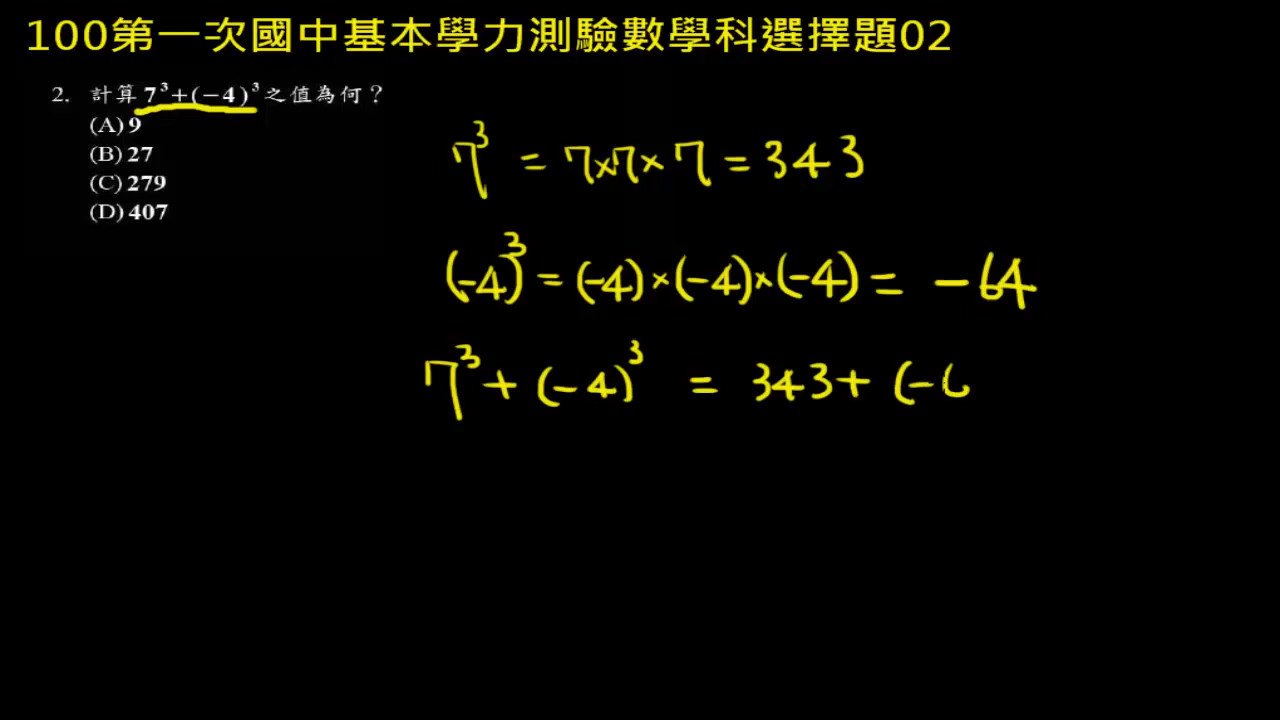 100第一次國中基本學力測驗數學科選擇題02
2. 計算 7³+(−4)³之值為何？
(A) 9
(B) 27
(C) 279
(D) 407
7³ = 7×7×7 = 343
(-4)³ = (-4)×(-4)×(-4) = -64
7³+(-4)³ = 343+(-6